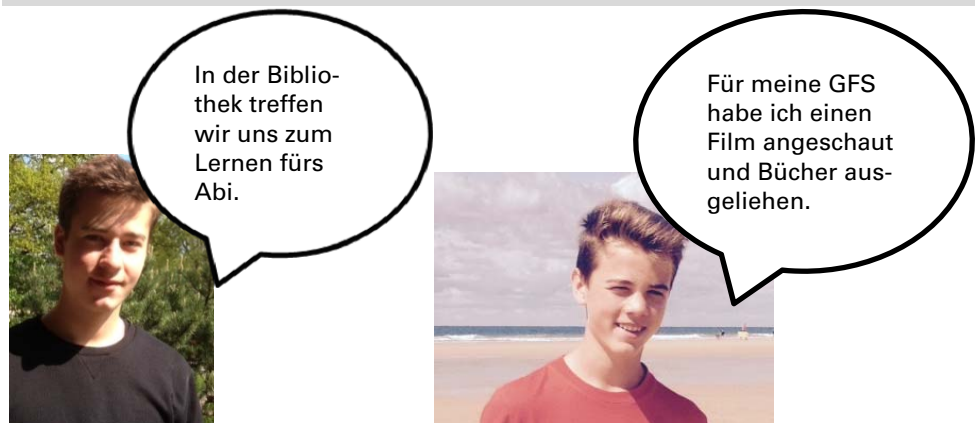 In der Biblio-
thek treffen
wir uns zum
Lernen fürs
Abi.
Für meine GFS
habe ich einen
Film angeschaut
und Bücher aus-
geliehen.